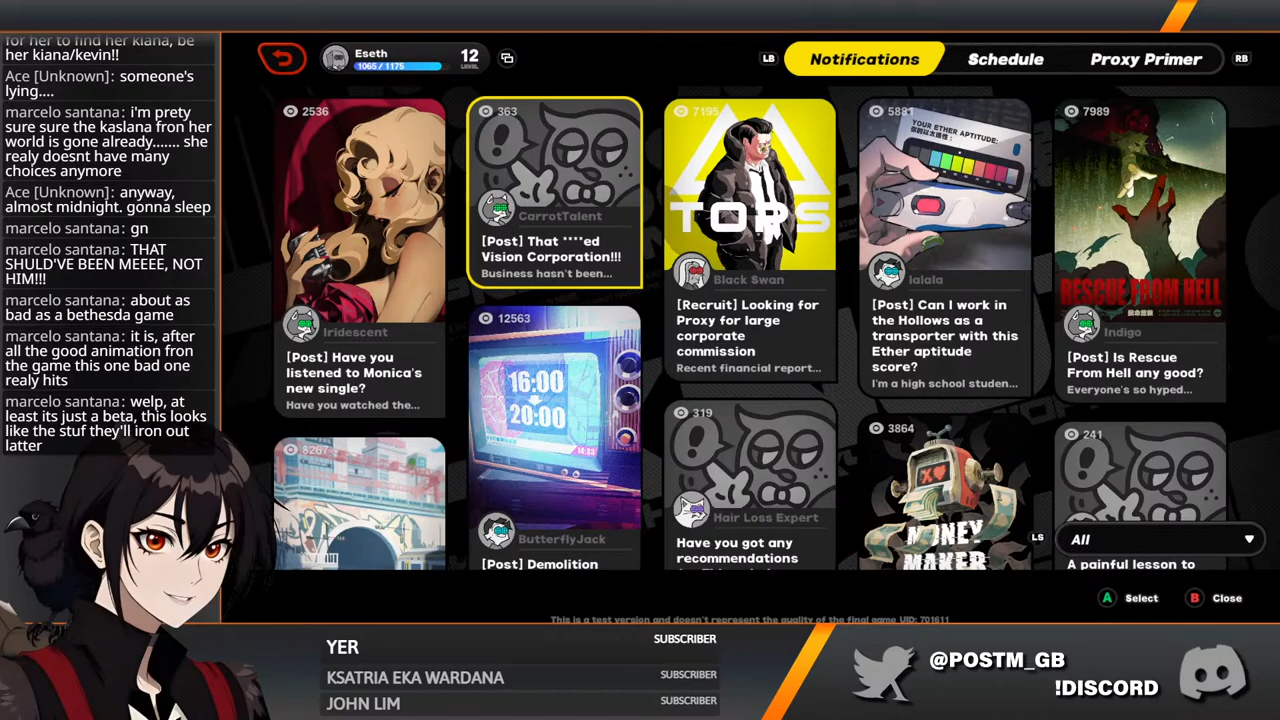 for her to find her kiana, be
her kiana/kevin!!
Ace [Unknown]: someone's
lying....
marcelo santana: i'm prety
sure sure the kaslana fron her
world is gone already....... she
realy doesnt have many
choices anymore
Ace [Unknown]: anyway,
almost midnight. gonna sleep
marcelo santana: gn
marcelo santana: THAT
SHULD'VE BEEN MEEEE, NOT
HIM!!!
marcelo santana: about as
bad as a bethesda game
marcelo santana: it is, after
all the good animation fron
the game this one bad one
realy hits
marcelo santana: welp, at
least its just a beta, this looks
like the stuf they'll iron out
latter
Eseth
1065 / 1175
12
LEVEL
LB
Notifications
Schedule
Proxy Primer
RB
2536
Iridescent
[Post] Have you
listened to Monica's
new single?
Have you watched the...
8267
363
CarrotTalent
[Post] That ****ed
Vision Corporation!!!
Business hasn't been...
12563
16:00
20:00
ButterflyJack
[Post] Demolition
7195
TOPS
Black Swan
[Recruit] Looking for
Proxy for large
corporate
commission
Recent financial report...
319
Hair Loss Expert
Have you got any
recommendations
5881
YOUR ETHER APTITUDE:
lalala
[Post] Can I work in
the Hollows as a
transporter with this
Ether aptitude
score?
I'm a high school studen...
3864
MONEY
MAKER
7989
RESCUE FROM HELL
Indigo
[Post] Is Rescue
From Hell any good?
Everyone's so hyped...
241
A painful lesson to
LS
All
A Select
B Close
This is a test version and doesn't represent the quality of the final game UID: 701611
YER
SUBSCRIBER
KSATRIA EKA WARDANA
SUBSCRIBER
JOHN LIM
SUBSCRIBER
@POSTM_GB
!DISCORD